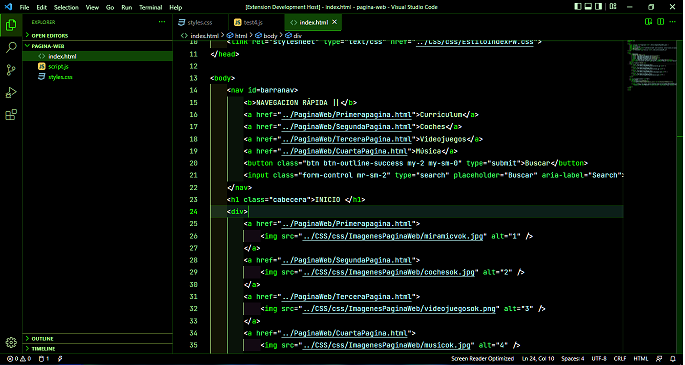 File Edit Selection View Go Run Terminal Help
[Extension Development Host] - index.html - pagina-web - Visual Studio Code
EXPLORER
OPEN EDITORS
PAGINA-WEB
index.html
script.js
styles.css
OUTLINE
TIMELINE
styles.css test4.js index.html
index.html > html > body > div
10 <link rel="stylesheet" type="text/css" href="../CSS/css/EstiloIndexPW.css">
11 </head>
12
13 <body>
14 <nav id=barranav>
15 <b>NAVEGACION RÁPIDA ||</b>
16 <a href="../PaginaWeb/Primerapagina.html">Curriculum</a>
17 <a href="../PaginaWeb/SegundaPagina.html">Coches</a>
18 <a href="../PaginaWeb/TerceraPagina.html">Videojuegos</a>
19 <a href="../PaginaWeb/CuartaPagina.html">Música</a>
20 <button class="btn btn-outline-success my-2 my-sm-0" type="submit">Buscar</button>
21 <input class="form-control mr-sm-2" type="search" placeholder="Buscar" aria-label="Search">
22 </nav>
23 <h1 class="cabecera">INICIO </h1>
24 <div>
25 <a href="../PaginaWeb/Primerapagina.html">
26 <img src="../CSS/css/ImagenesPaginaWeb/miramicvok.jpg" alt="1" />
27 </a>
28 <a href="../PaginaWeb/SegundaPagina.html">
29 <img src="../CSS/css/ImagenesPaginaWeb/cochesok.jpg" alt="2" />
30 </a>
31 <a href="../PaginaWeb/TerceraPagina.html">
32 <img src="../CSS/css/ImagenesPaginaWeb/videojuegosok.png" alt="3" />
33 </a>
34 <a href="../PaginaWeb/CuartaPagina.html">
35 <img src="../CSS/css/ImagenesPaginaWeb/musicok.jpg" alt="4" />
0 0 1 Screen Reader Optimized Ln 24, Col 10 Spaces: 4 UTF-8 CRLF HTML